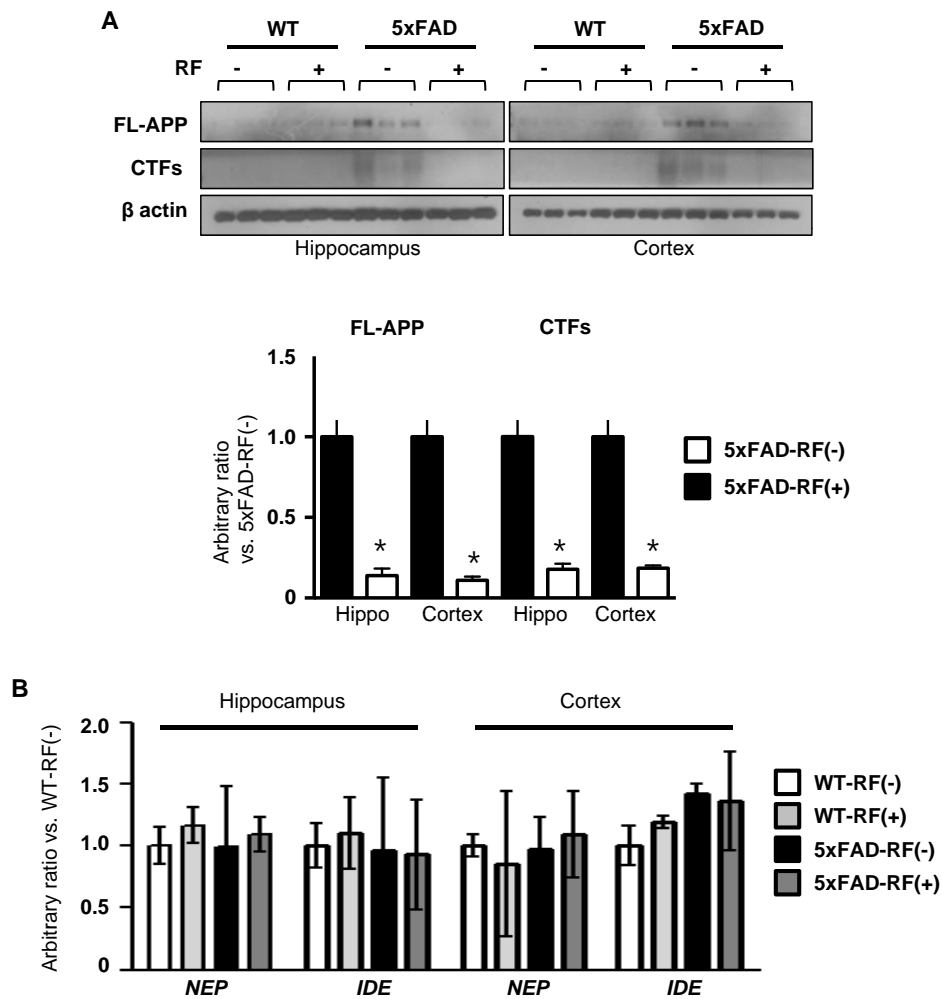 A
WT 5xFAD WT 5xFAD
RF - + - + - + - +
FL-APP
CTFs
β actin
Hippocampus Cortex
FL-APP CTFs
Arbitrary ratio
vs. 5xFAD-RF(-)
1.5
1.0
0.5
0
* * * *
Hippo Cortex Hippo Cortex
5xFAD-RF(-)
5xFAD-RF(+)
B
Hippocampus Cortex
Arbitrary ratio vs. WT-RF(-)
2.0
1.5
1.0
0.5
0
NEP IDE NEP IDE
WT-RF(-)
WT-RF(+)
5xFAD-RF(-)
5xFAD-RF(+)